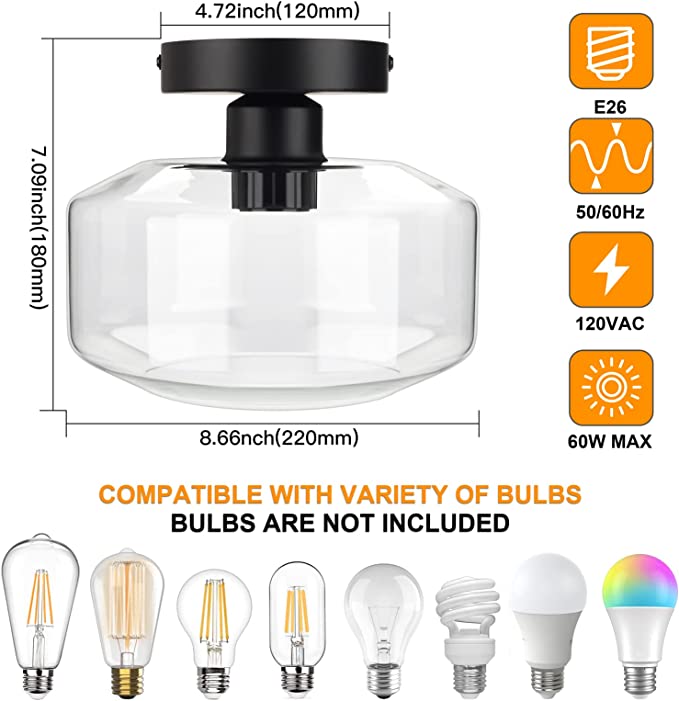 4.72inch(120mm)
7.09inch(180mm)
8.66nch(220mm)
E26
50/60Hz
120VAC
60W MAX
COMPATIBLE WITH VARIETY OF BULBS
BULBS ARE NOT INCLUDED